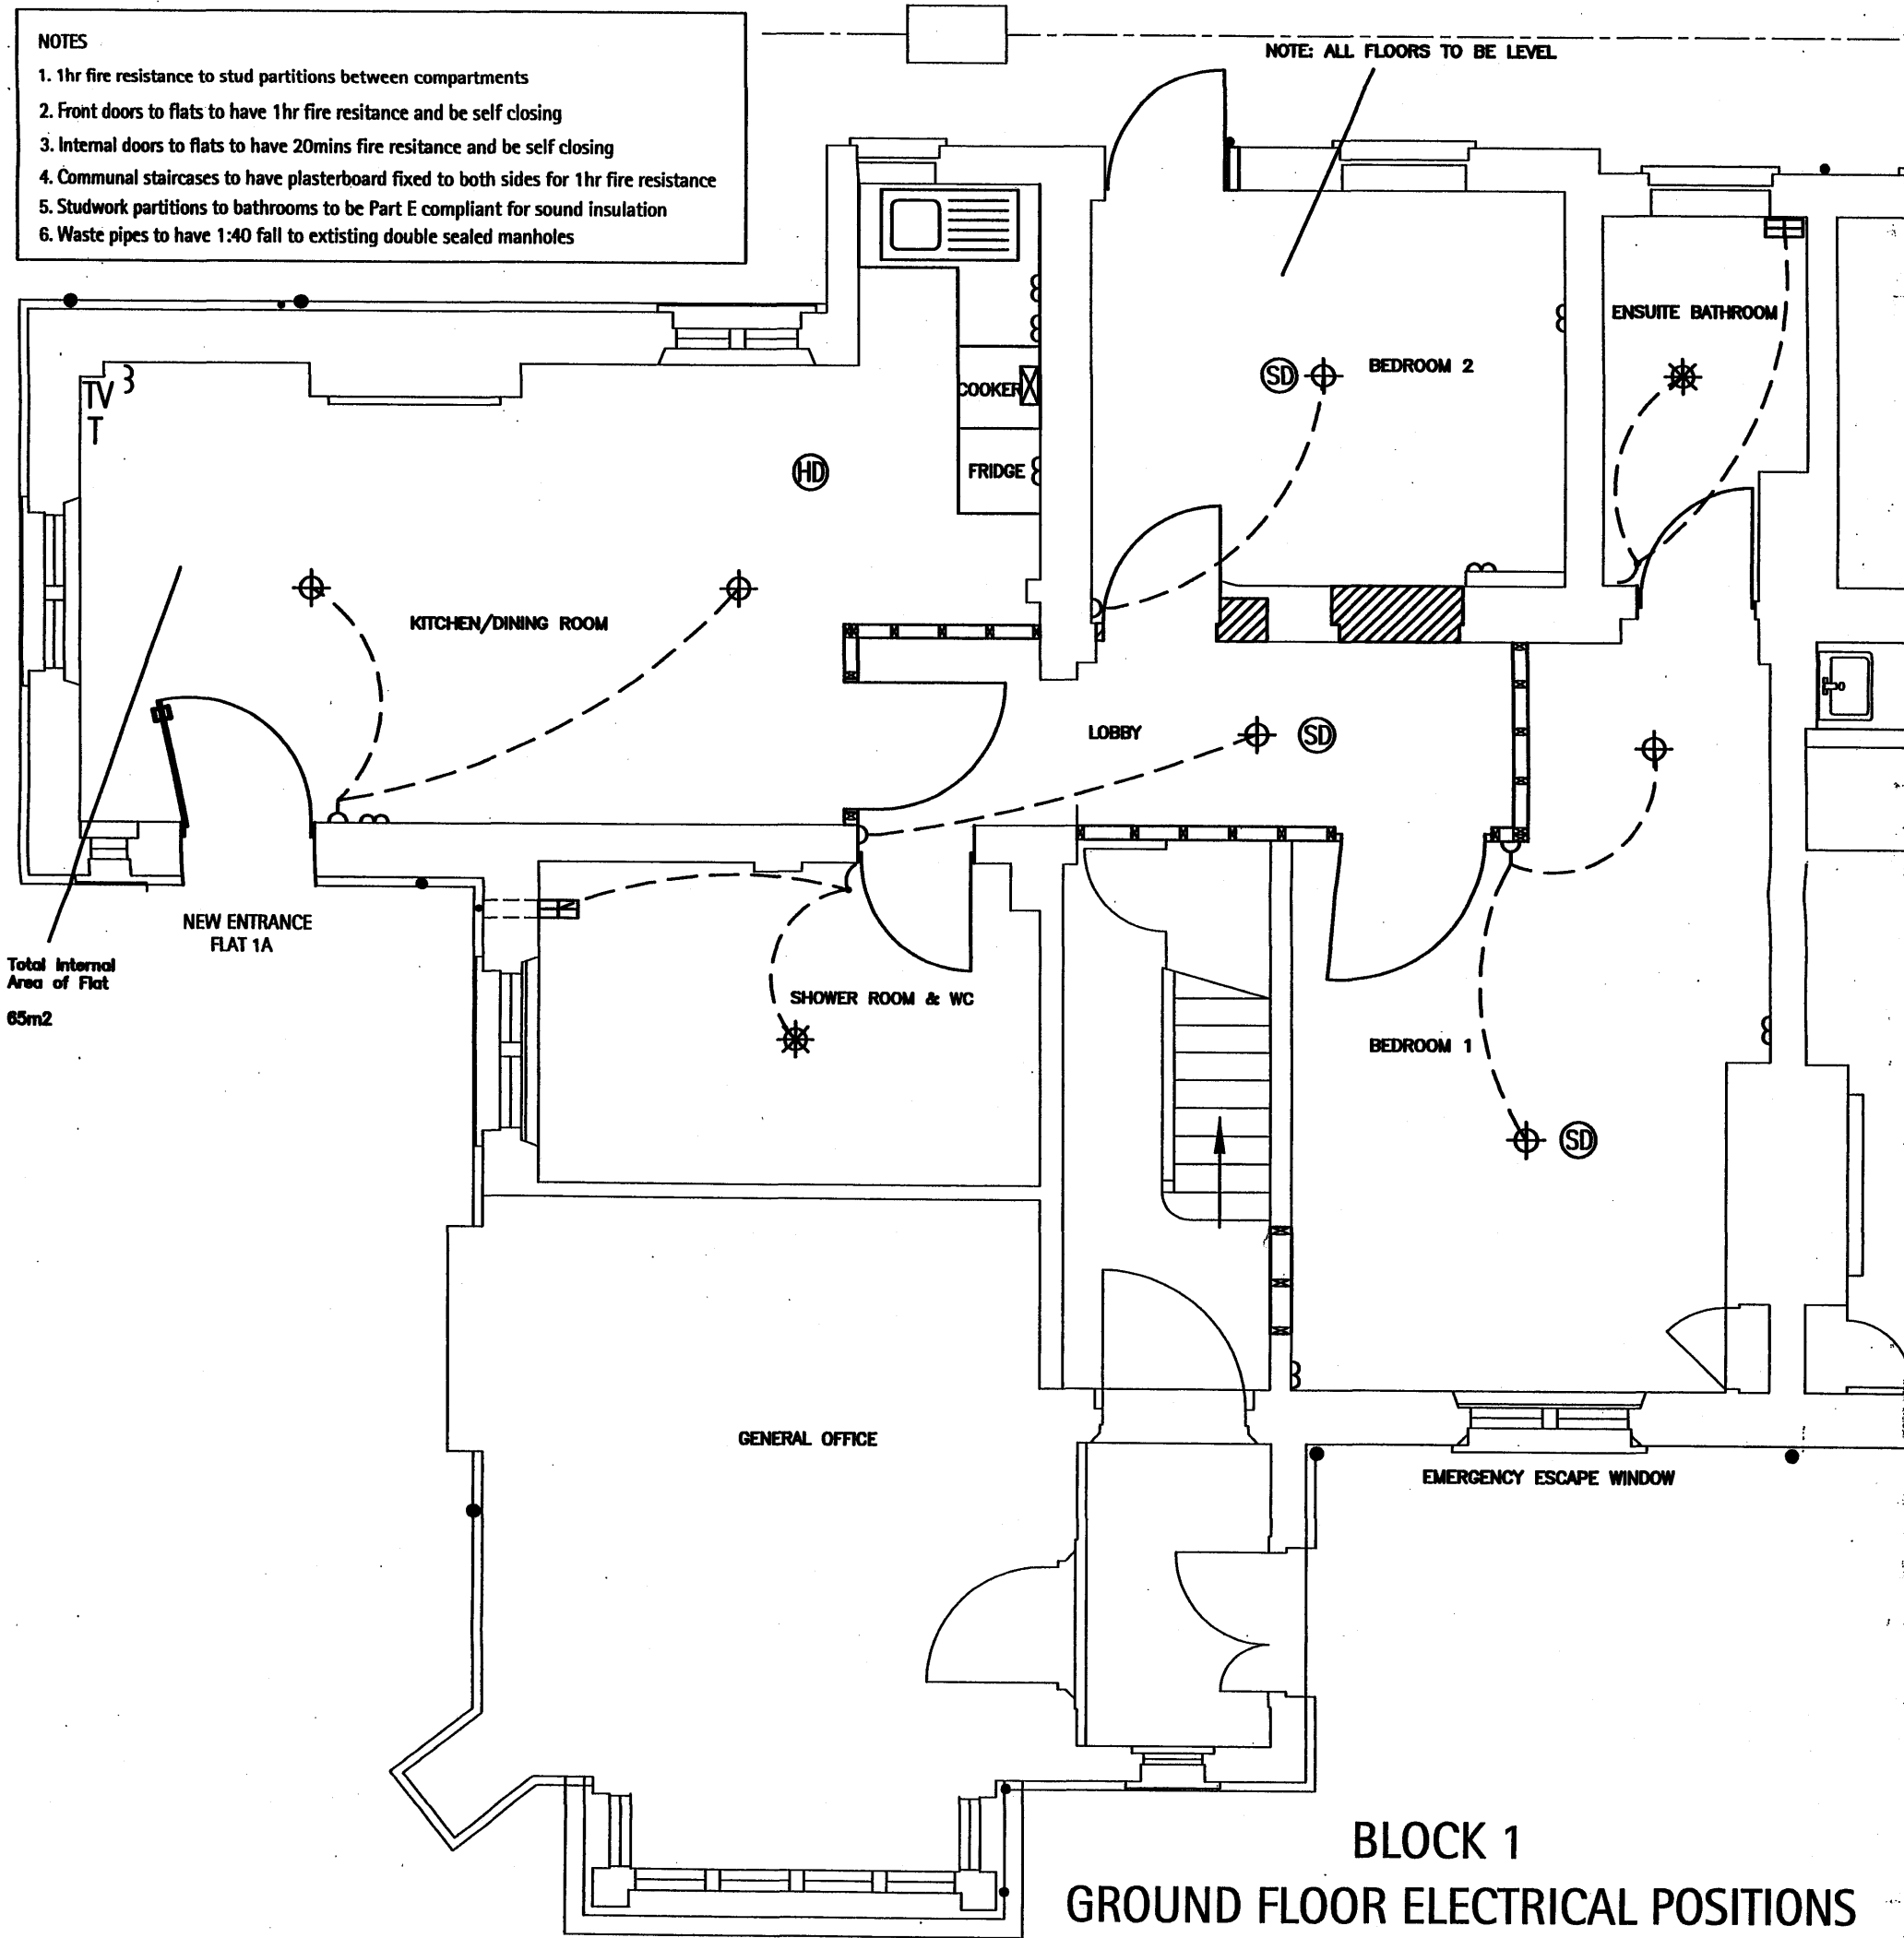 NOTES
1. 1hr fire resistance to stud partitions between compartments
2. Front doors to flats to have 1hr fire resitance and be self closing
3. Internal doors to flats to have 20mins fire resitance and be self closing
4. Communal staircases to have plasterboard fixed to both sides for 1hr fire resistance
5. Studwork partitions to bathrooms to be Part E compliant for sound insulation
6. Waste pipes to have 1:40 fall to extisting double sealed manholes
NOTE: ALL FLOORS TO BE LEVEL
ENSUITE BATHROOM
SD
BEDROOM 2
TV
T
COOKER
HD
FRIDGE
KITCHEN/DINING ROOM
LOBBY
SD
NEW ENTRANCE
FLAT 1A
Total Internal
Area of Flat
65m2
SHOWER ROOM & WC
BEDROOM 1
SD
GENERAL OFFICE
EMERGENCY ESCAPE WINDOW
BLOCK 1
GROUND FLOOR ELECTRICAL POSITIONS